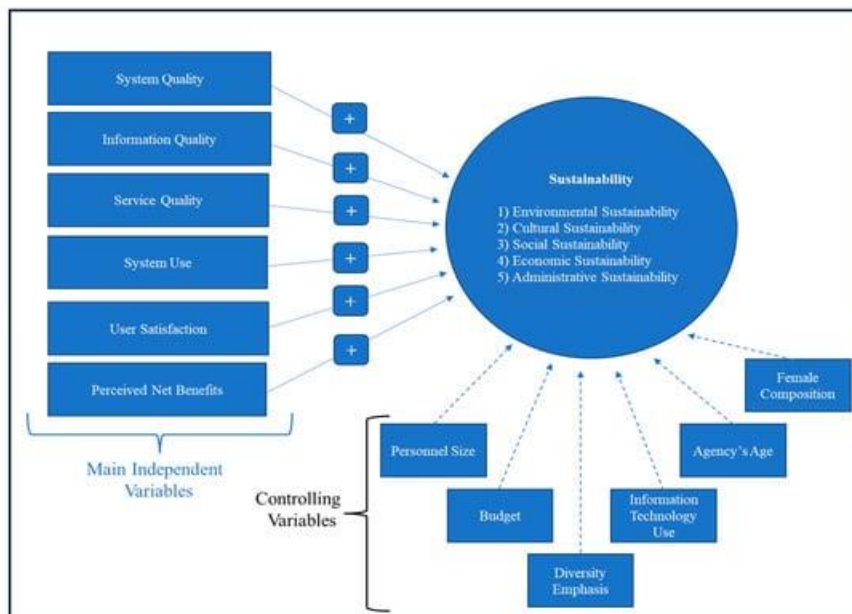 System Quality
+
Information Quality
+
Service Quality
+
System Use
+
User Satisfaction
+
Perceived Net Benefits
+
Main Independent
Variables
Sustainability
1) Environmental Sustainability
2) Cultural Sustainability
3) Social Sustainability
4) Economic Sustainability
5) Administrative Sustainability
Controlling
Variables
Personnel Size
Budget
Diversity
Emphasis
Information
Technology
Use
Agency's Age
Female
Composition